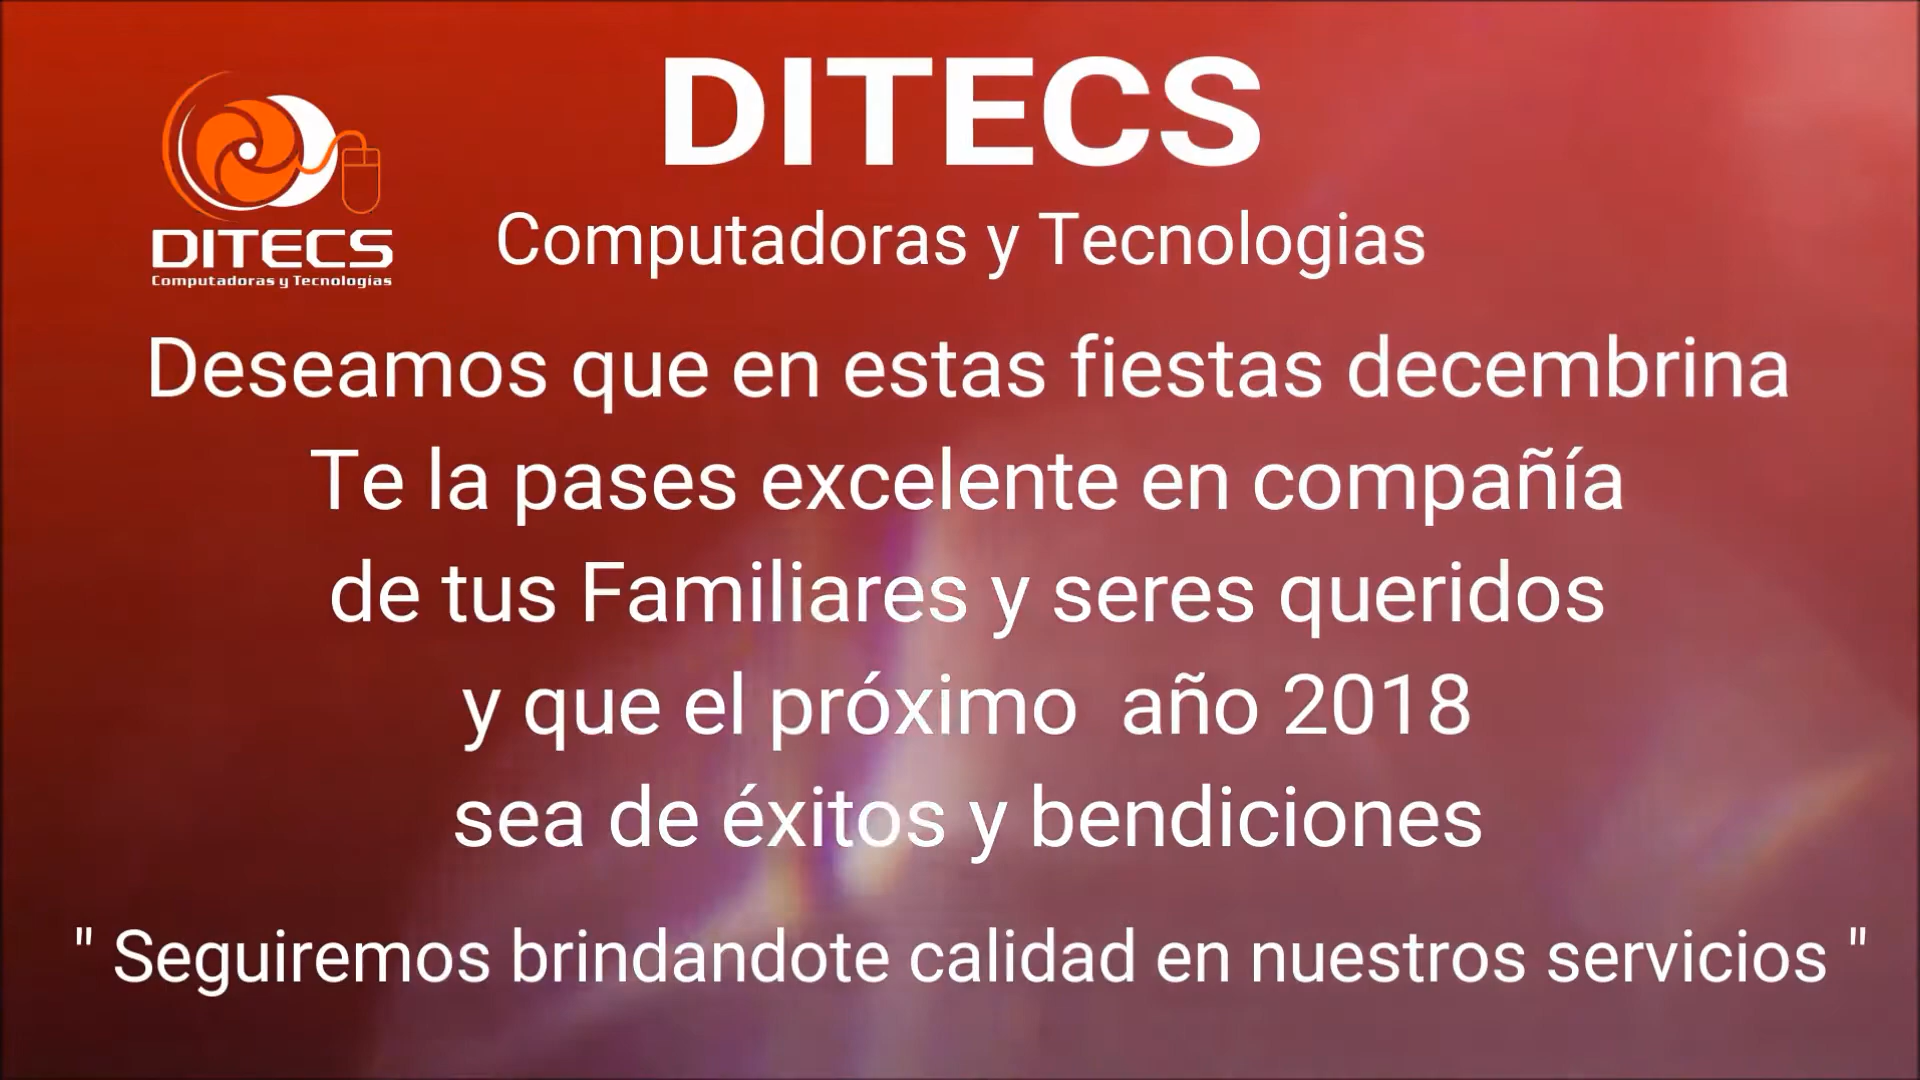 DITECS
Computadoras y Tecnologias
DITECS
Computadoras y Tecnologías
Deseamos que en estas fiestas decembrina
Te la pases excelente en compañía
de tus Familiares y seres queridos
y que el próximo  año 2018
sea de éxitos y bendiciones
" Seguiremos brindandote calidad en nuestros servicios "